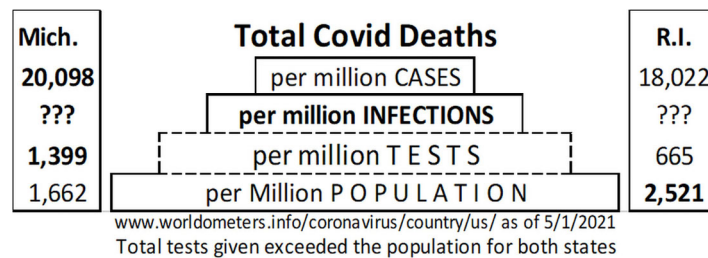 Mich. Total Covid Deaths R.I.
20,098 per million CASES 18,022
??? per million INFECTIONS ???
1,399 per million T E S T S 665
1,662 per Million P O P U L A T I O N 2,521
www.worldometers.info/coronavirus/country/us/ as of 5/1/2021
Total tests given exceeded the population for both states